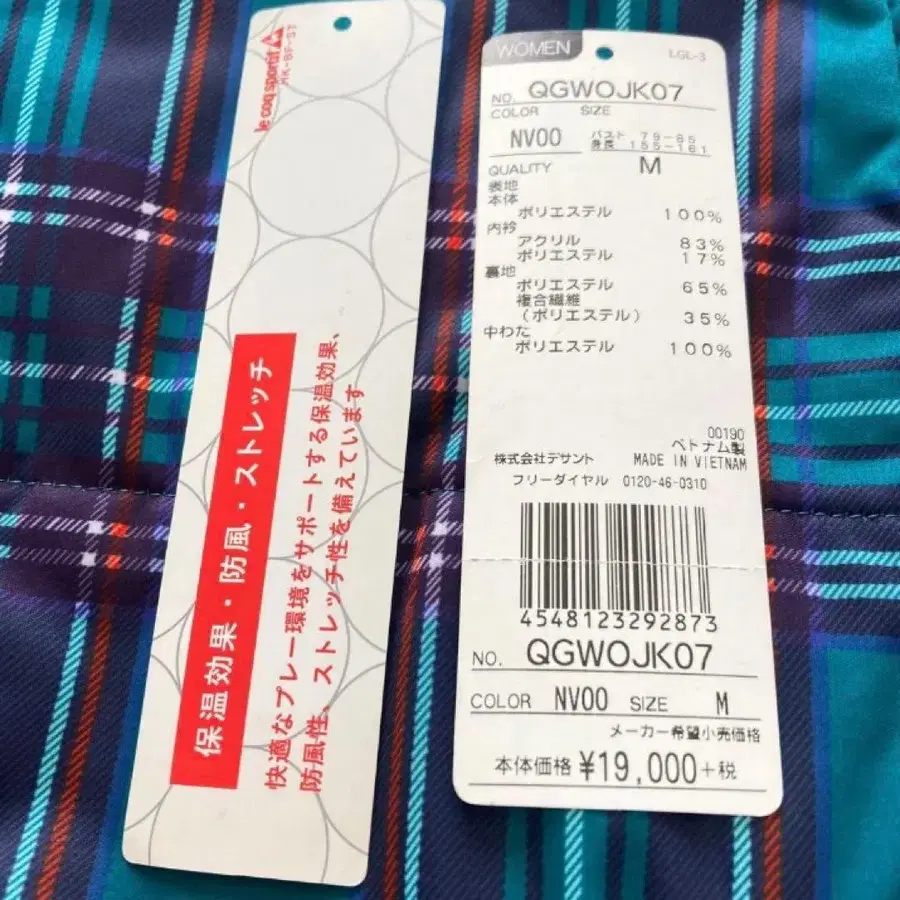 le coq sportif
HK-BF-37
保温効果・防風・ストレッチ
快適なプレー環境をサポートする保温効果、
防風性、ストレッチ性を備えています
WOMEN
LGL-3
NO. QGWOJK07
COLOR SIZE
NV00 バスト 79-85
身長 155-161
QUALITY M
表地
本体
ポリエステル 100%
内衿
アクリル 83%
ポリエステル 17%
裏地
ポリエステル 65%
複合繊維
(ポリエステル) 35%
中わた
ポリエステル 100%
00190
ベトナム製
株式会社デサント MADE IN VIETNAM
フリーダイヤル 0120-46-0310
4548123292873
NO. QGWOJK07
COLOR NV00 SIZE M
メーカー希望小売価格
本体価格 ¥19,000+税